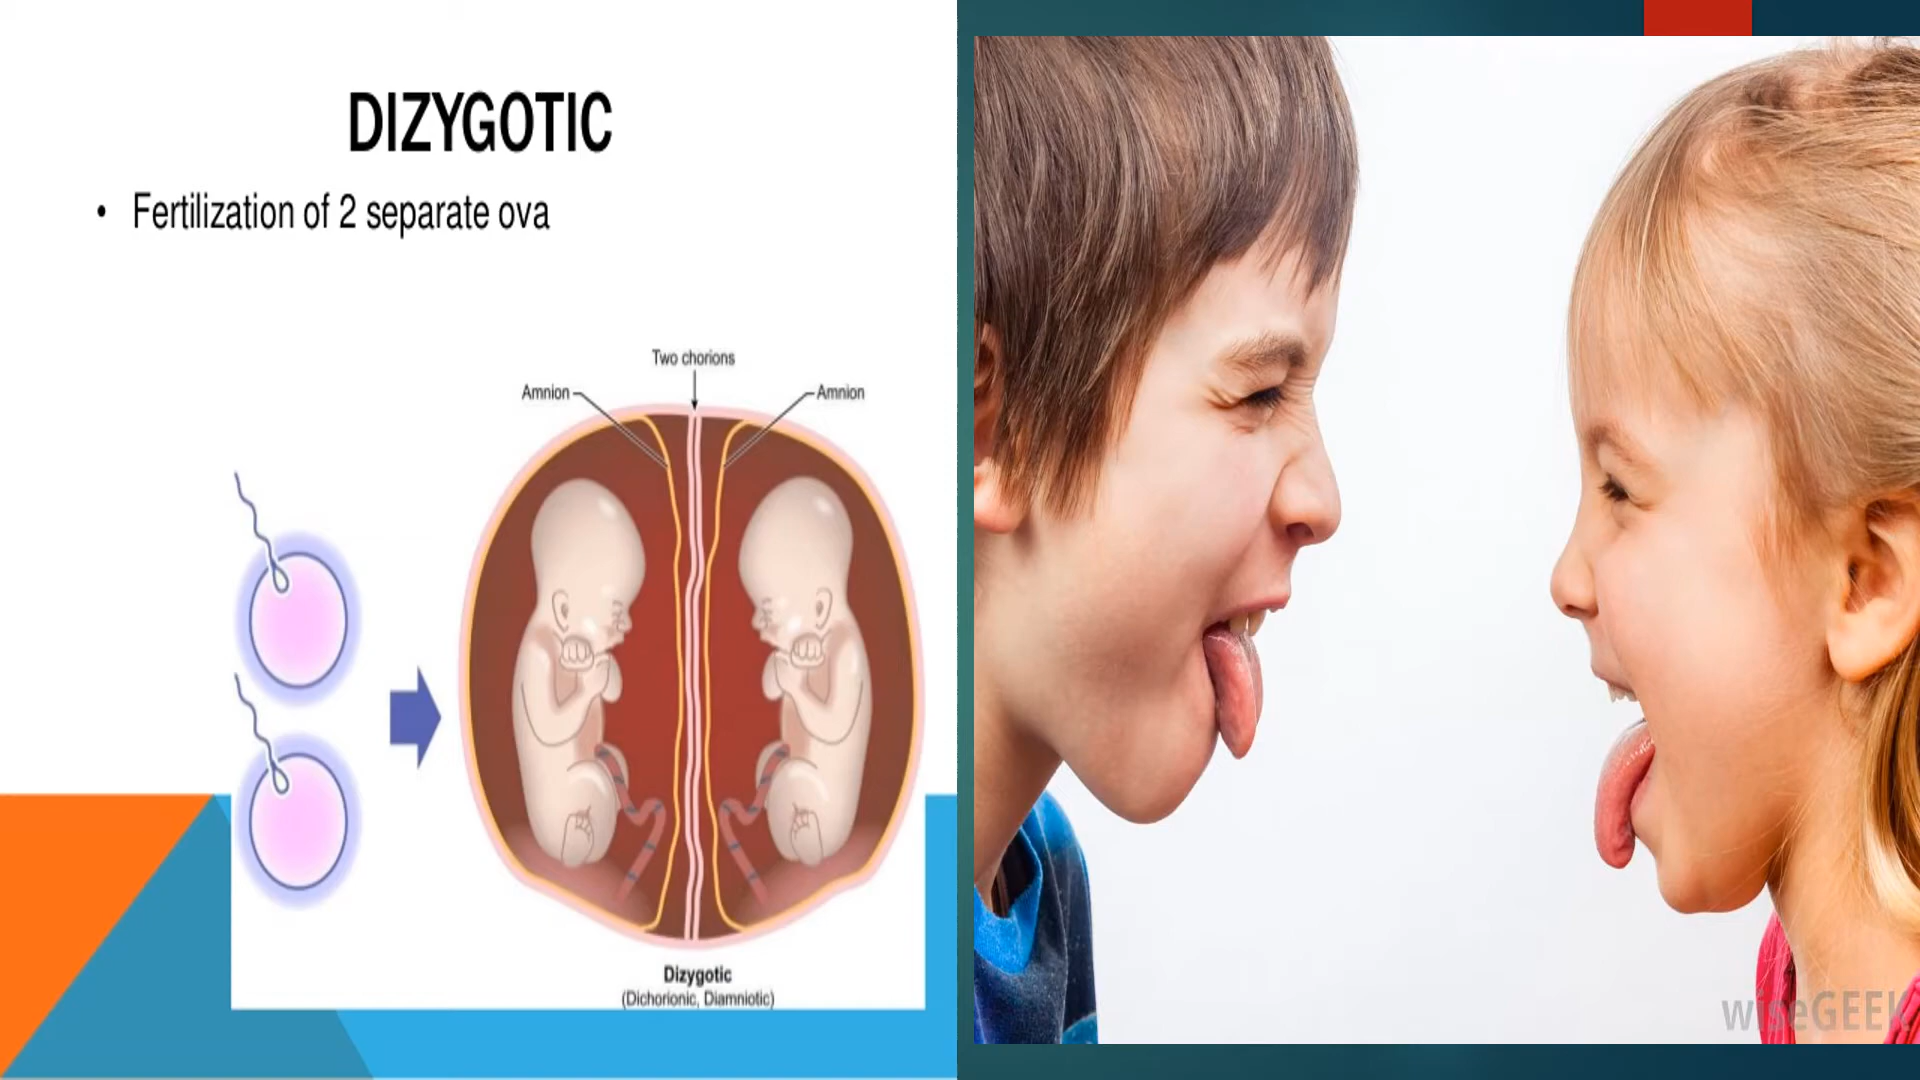 DIZYGOTIC
• Fertilization of 2 separate ova
Two chorions
Amnion
Amnion
Dizygotic
(Dichorionic, Diamniotic)
wiseGEEK